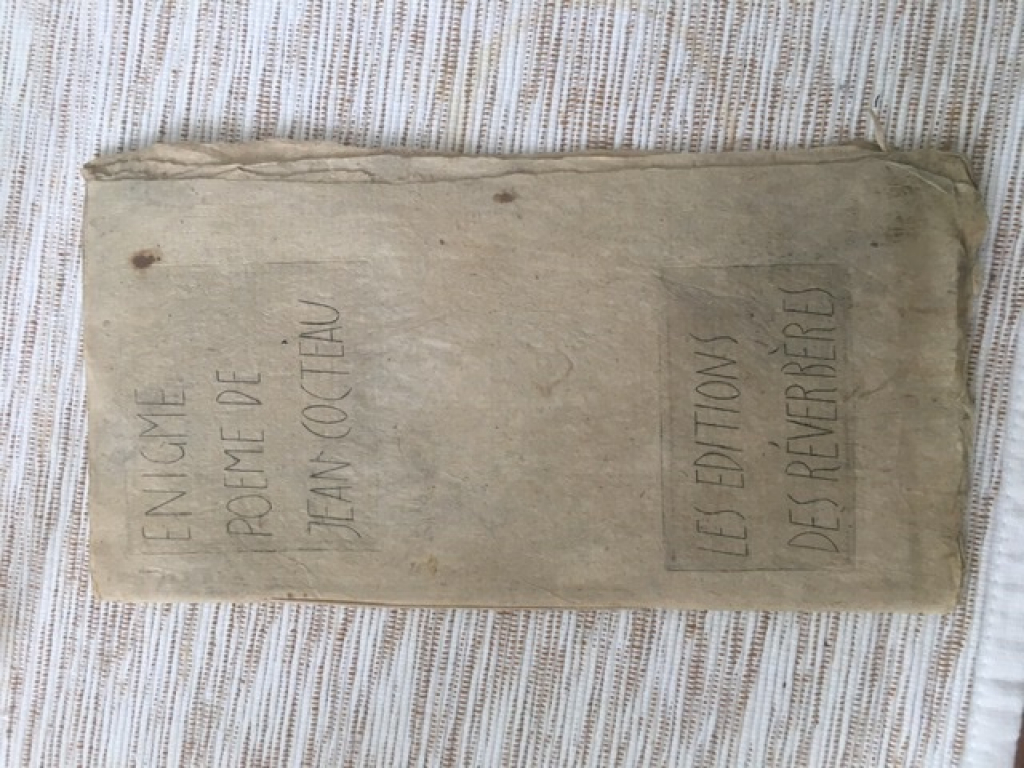 ENIGME
POEME DE
JEAN COCTEAU
LES EDITIONS
DES RÉVERBÈRES